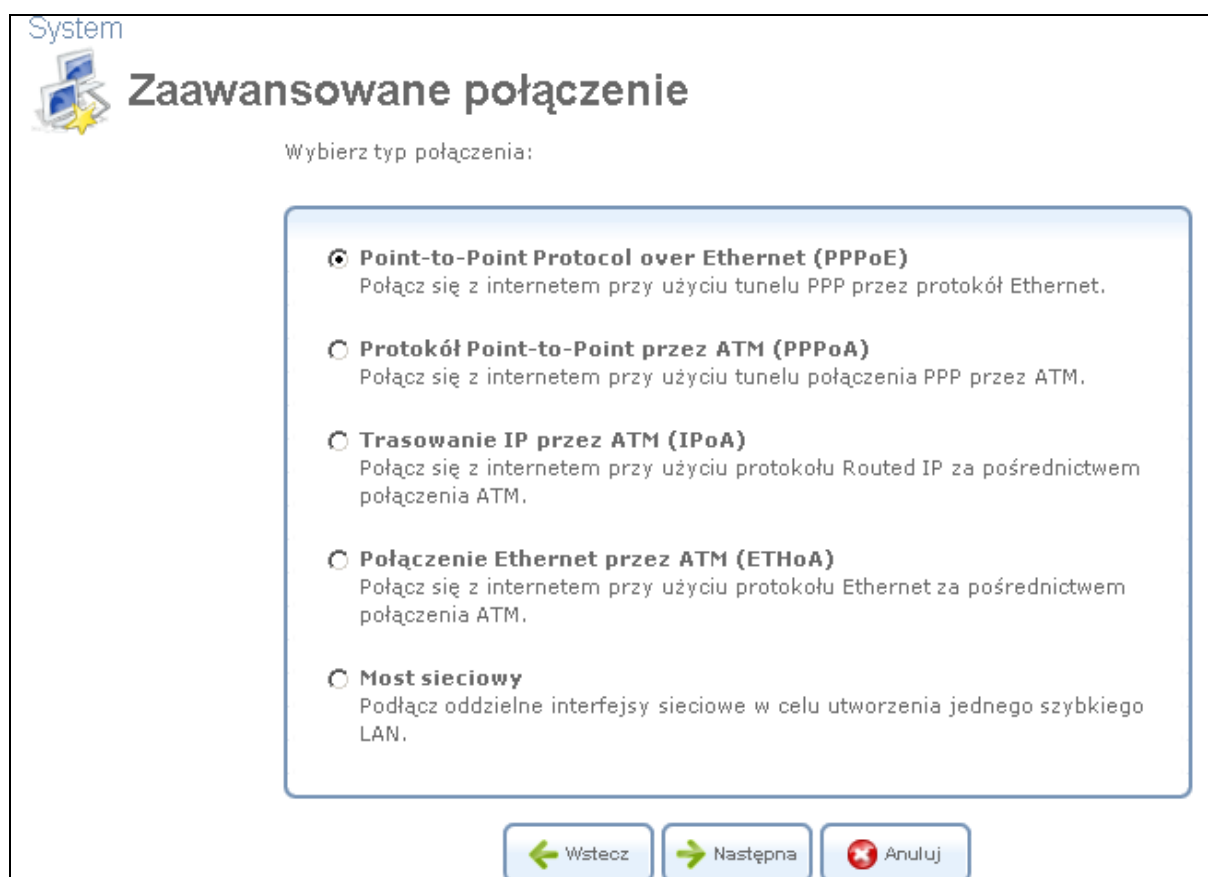 System
Zaawansowane połączenie
Wybierz typ połączenia:
Point-to-Point Protocol over Ethernet (PPPoE)
Połącz się z internetem przy użyciu tunelu PPP przez protokół Ethernet.
Protokół Point-to-Point przez ATM (PPPoA)
Połącz się z internetem przy użyciu tunelu połączenia PPP przez ATM.
Trasowanie IP przez ATM (IPoA)
Połącz się z internetem przy użyciu protokołu Routed IP za pośrednictwem
połączenia ATM.
Połączenie Ethernet przez ATM (ETHoA)
Połącz się z internetem przy użyciu protokołu Ethernet za pośrednictwem
połączenia ATM.
Most sieciowy
Podłącz oddzielne interfejsy sieciowe w celu utworzenia jednego szybkiego
LAN.
Wstecz Następna Anuluj